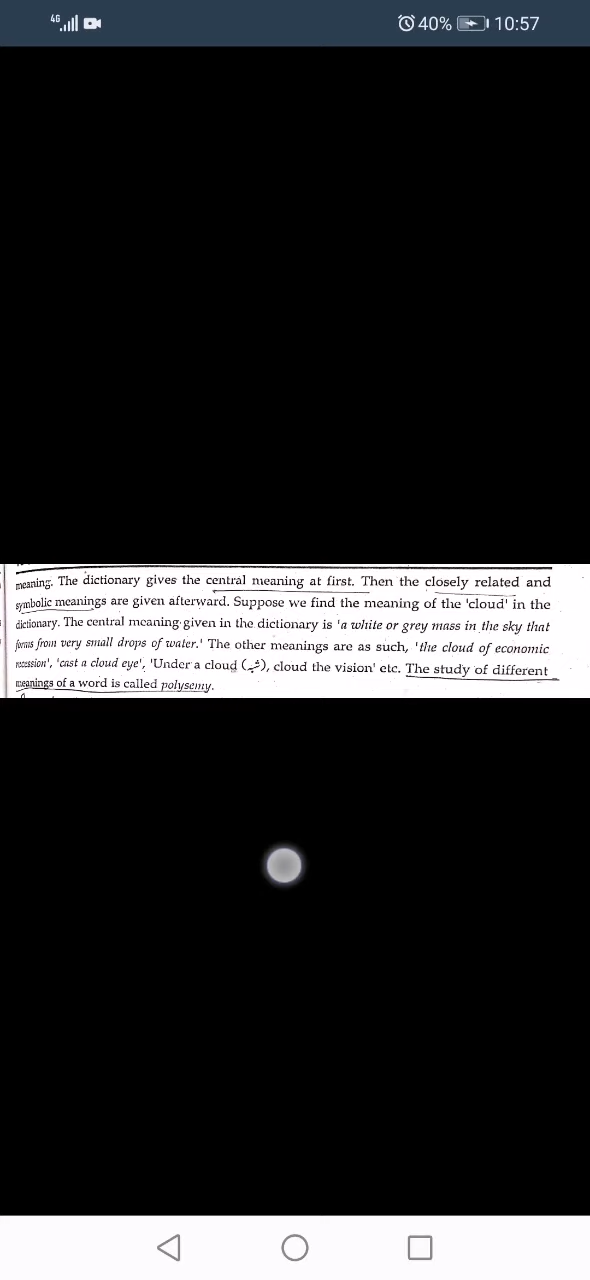 4G
40%
10:57
meaning. The dictionary gives the central meaning at first. Then the closely related and
symbolic meanings are given afterward. Suppose we find the meaning of the 'cloud' in the
dictionary. The central meaning given in the dictionary is 'a white or grey mass in the sky that
forms from very small drops of water.' The other meanings are as such, 'the cloud of economic
recession', 'cast a cloud eye', 'Under a cloud (شبہ), cloud the vision' etc. The study of different
meanings of a word is called polysemy.